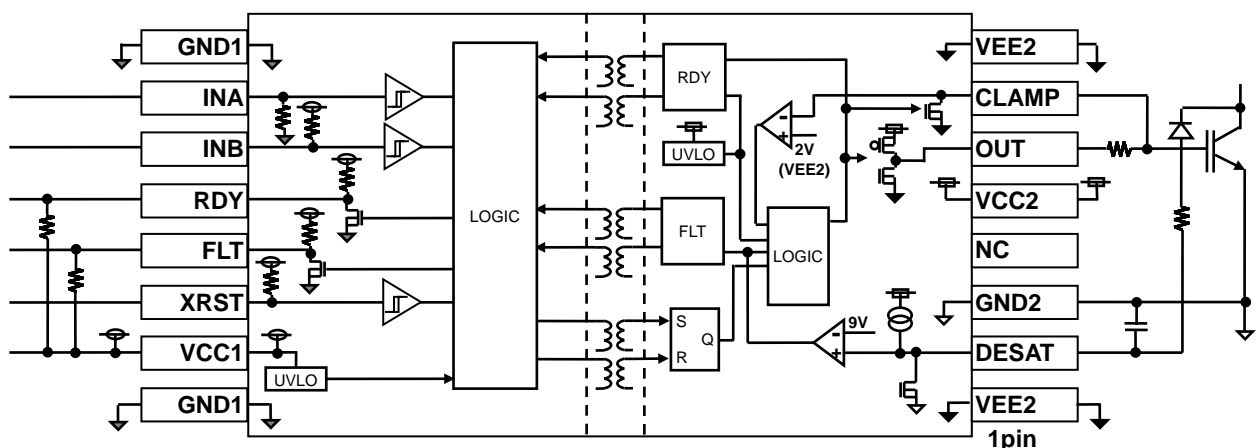 GND1
INA
INB
RDY
FLT
XRST
VCC1
GND1
UVLO
LOGIC
RDY
UVLO
FLT
S
R
Q
-
+
2V
(VEE2)
LOGIC
9V
-
+
VEE2
CLAMP
OUT
VCC2
NC
GND2
DESAT
VEE2
1pin